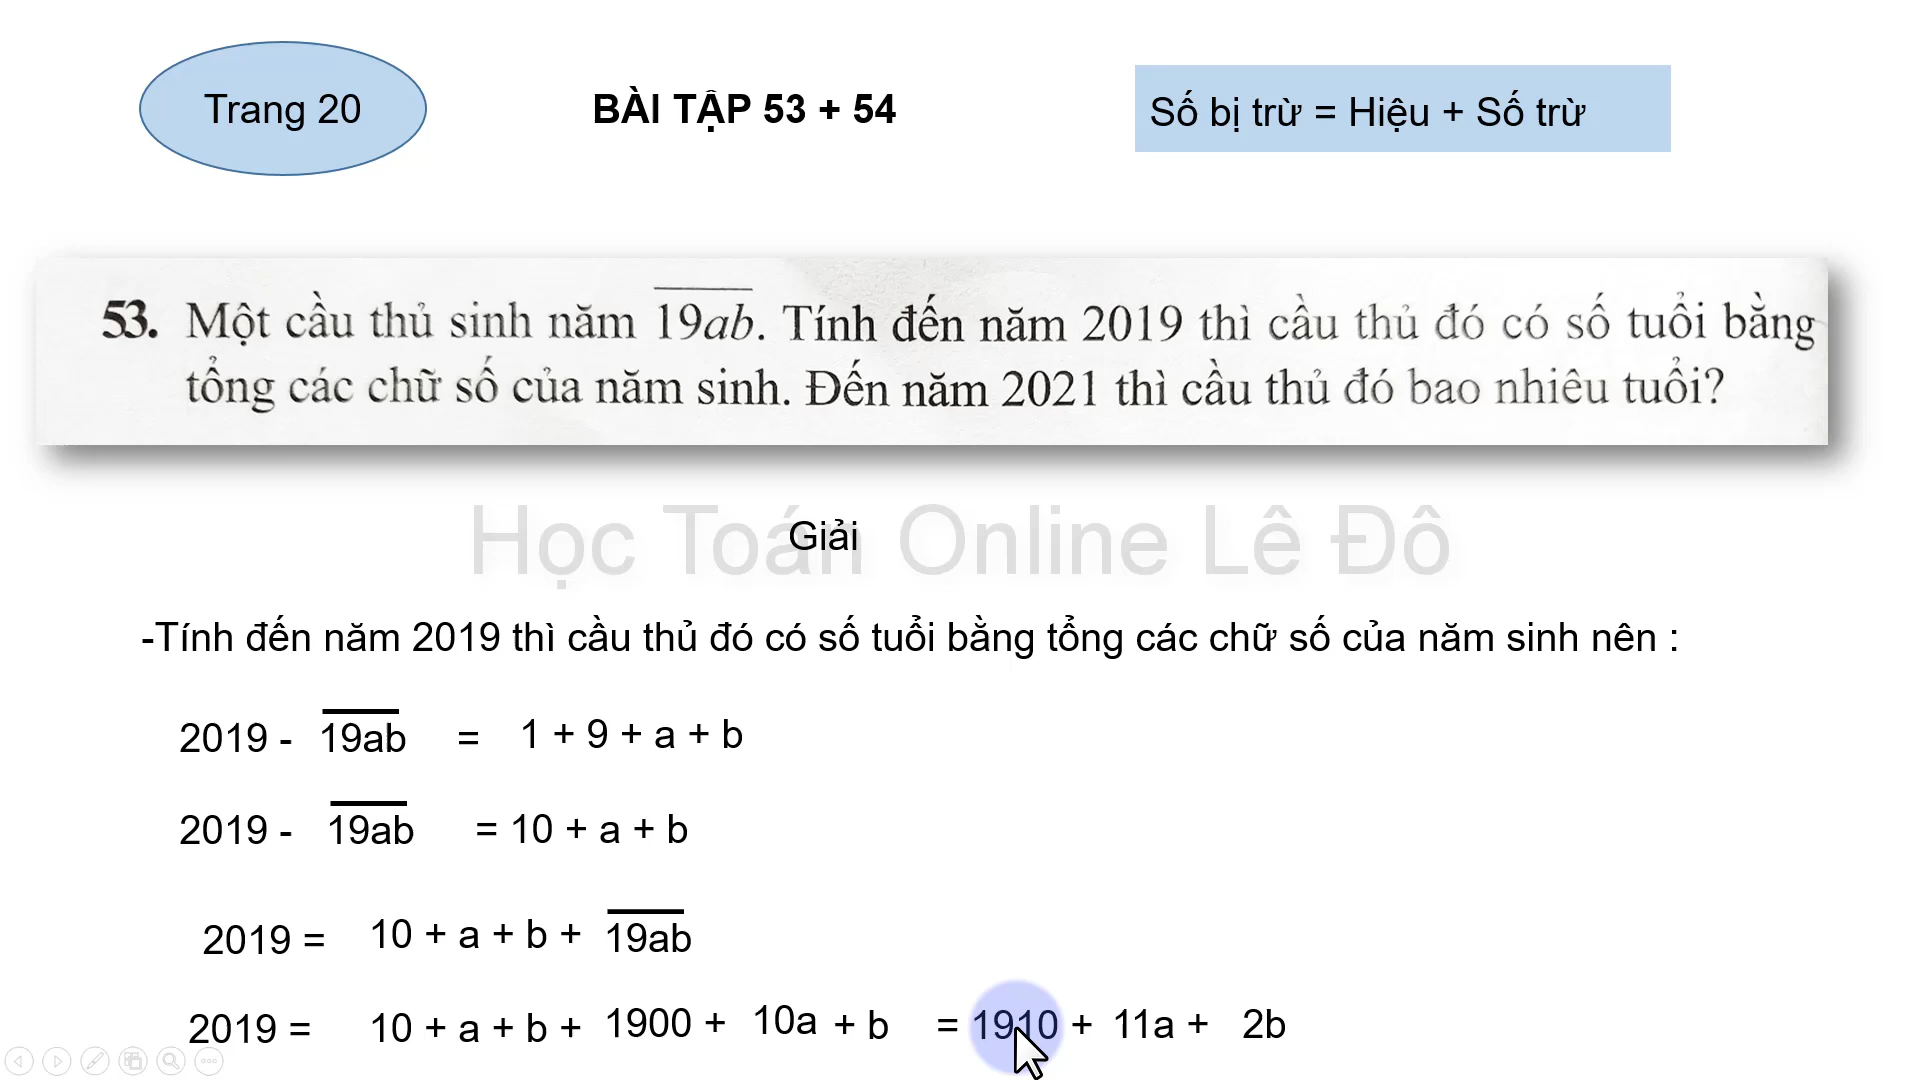 Trang 20
BÀI TẬP 53 + 54
Số bị trừ = Hiệu + Số trừ
53. Một cầu thủ sinh năm 19ab. Tính đến năm 2019 thì cầu thủ đó có số tuổi bằng
tổng các chữ số của năm sinh. Đến năm 2021 thì cầu thủ đó bao nhiêu tuổi?
Học Toán Online Lê Đô
Giải
-Tính đến năm 2019 thì cầu thủ đó có số tuổi bằng tổng các chữ số của năm sinh nên :
2019 - 19ab = 1 + 9 + a + b
2019 - 19ab = 10 + a + b
2019 = 10 + a + b + 19ab
2019 = 10 + a + b + 1900 + 10a + b = 1910 + 11a + 2b